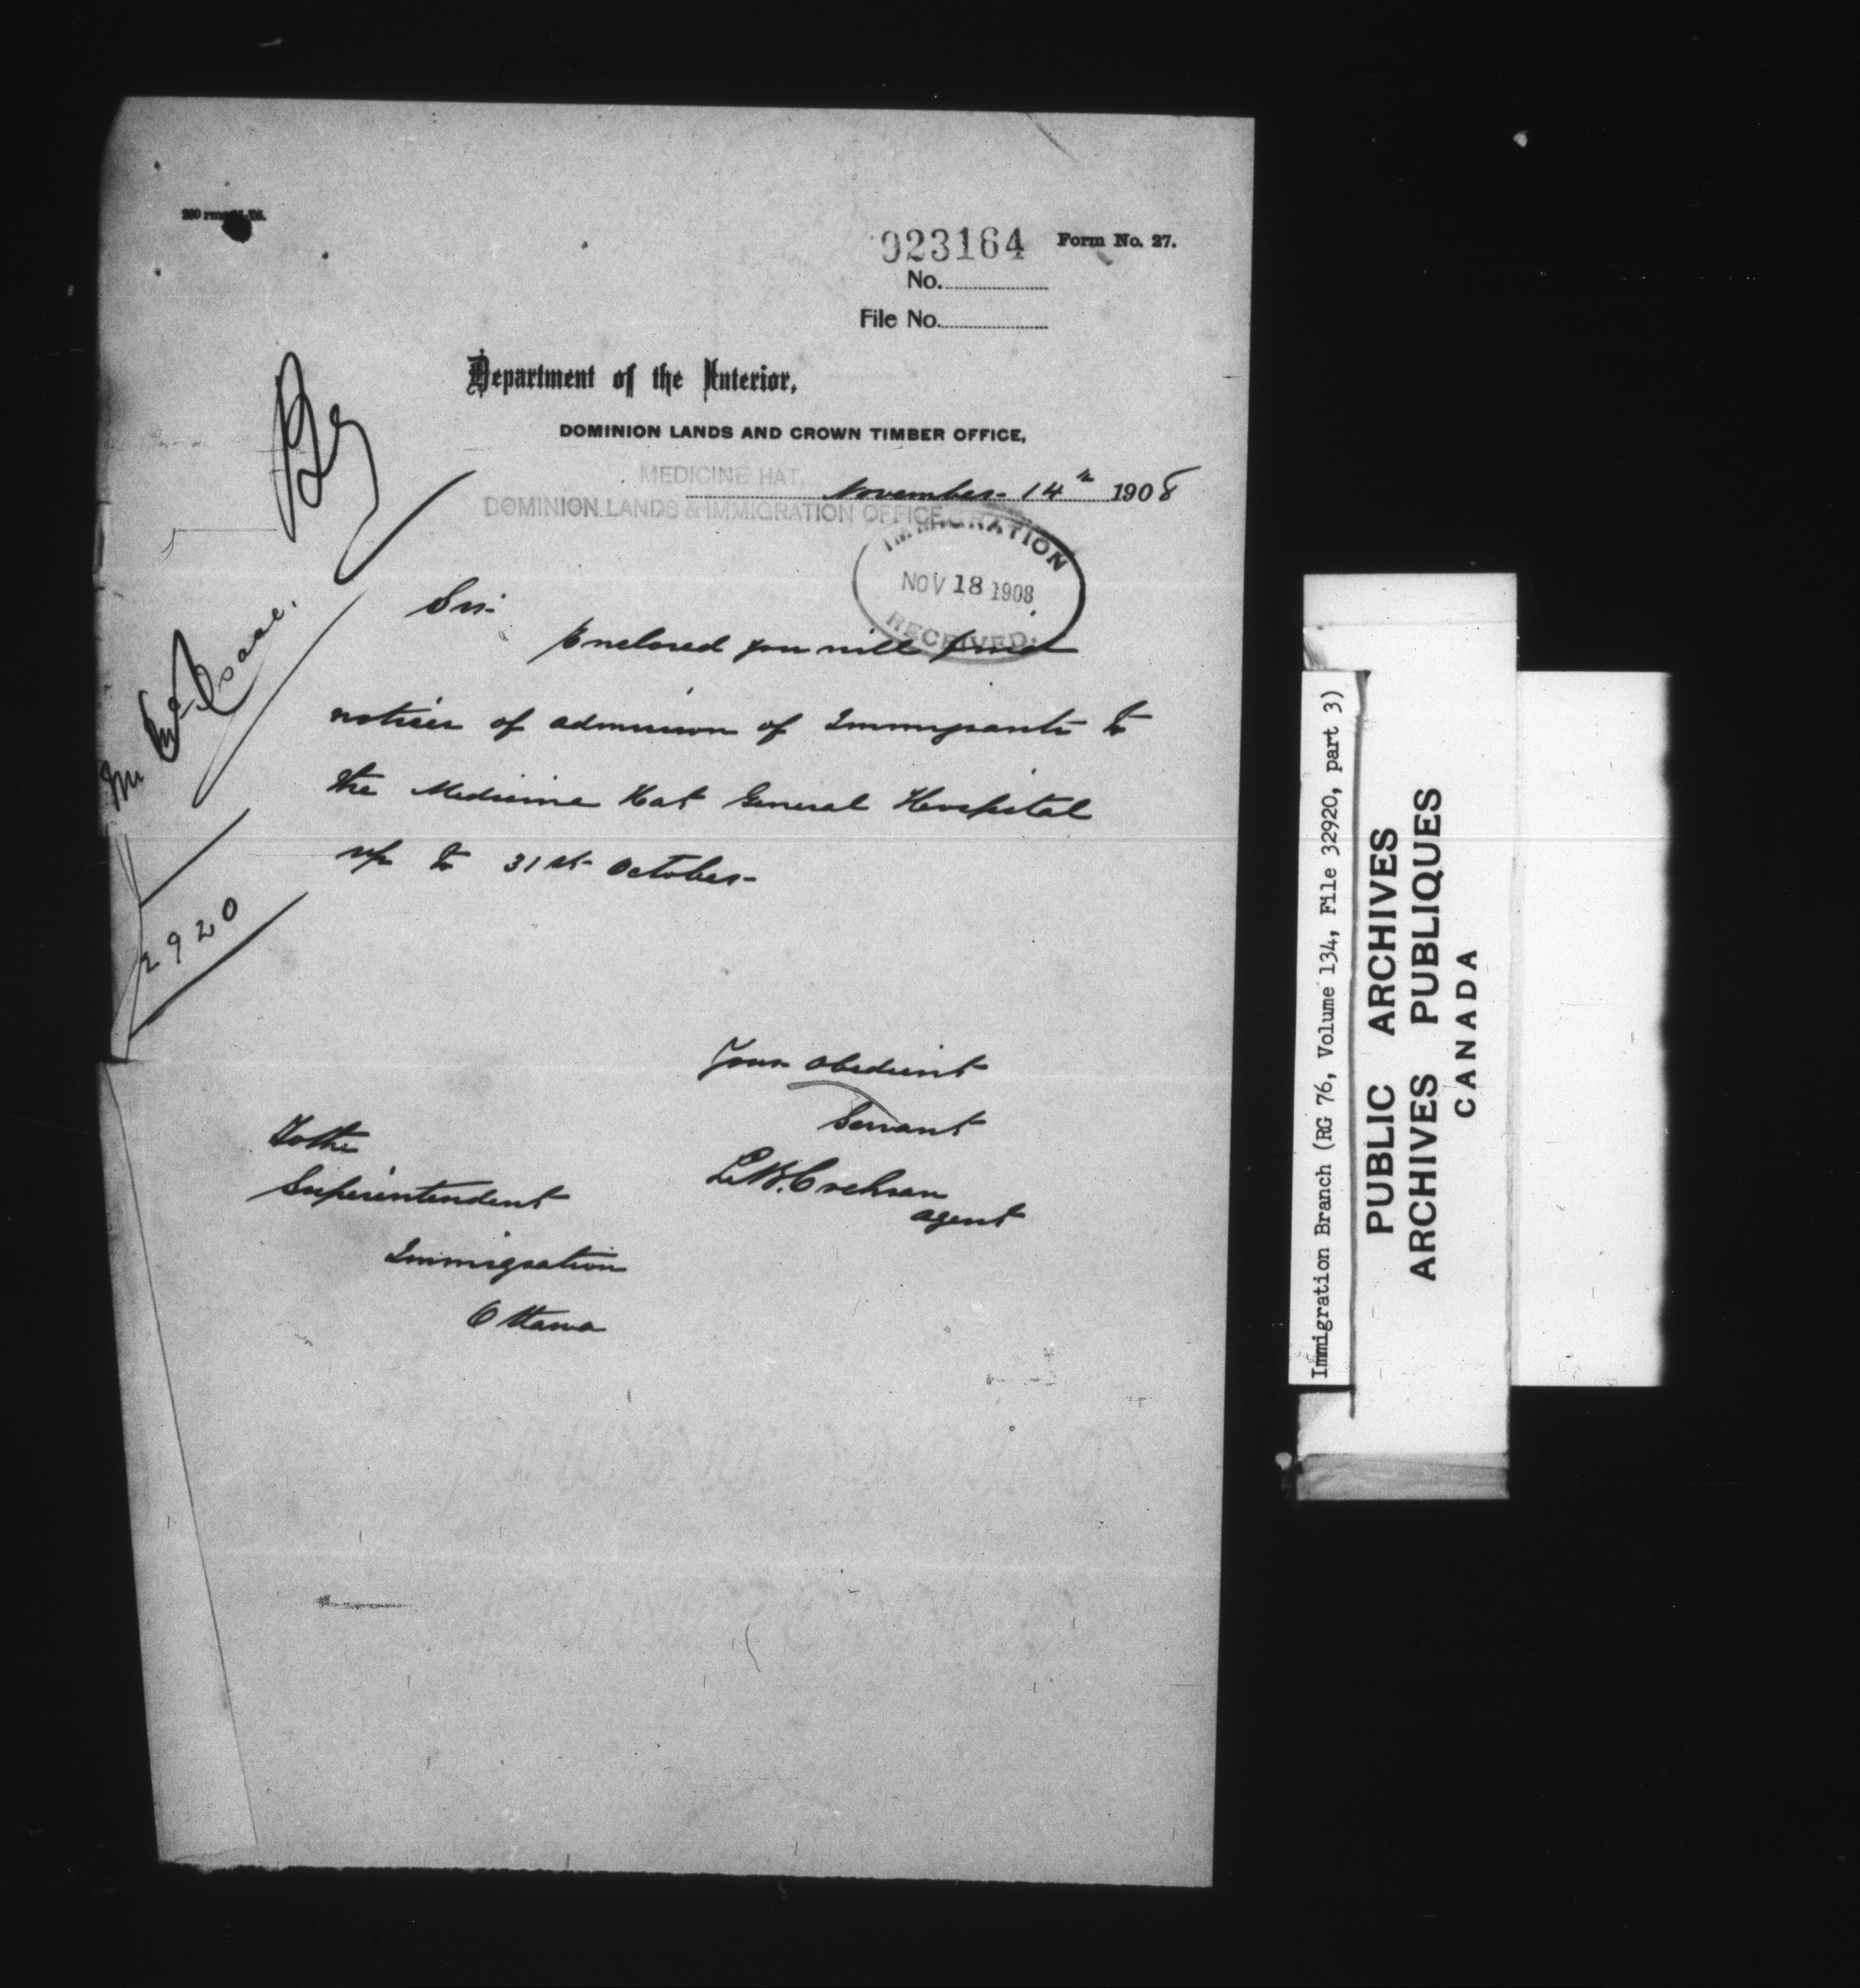 923164 Form No. 27.
No.
File No.
Department of the Interior,
DOMINION LANDS AND CROWN TIMBER OFFICE,
MEDICINE HAT,
November 14th 1908
DOMINION LANDS & IMMIGRATION OFFICE
IMMIGRATION
NOV 18 1908
RECEIVED.
Sir:
Enclosed you will find
notices of admission of Immigrants to
the Medicine Hat General Hospital
up to 31st October
Mr McIsaac.
2920
Your obedient
Servant
Cochran
agent
To the
Superintendent
Immigration
Ottawa
Immigration Branch (RG 76, Volume 134, File 32920, part 3)
PUBLIC ARCHIVES
ARCHIVES PUBLIQUES
CANADA